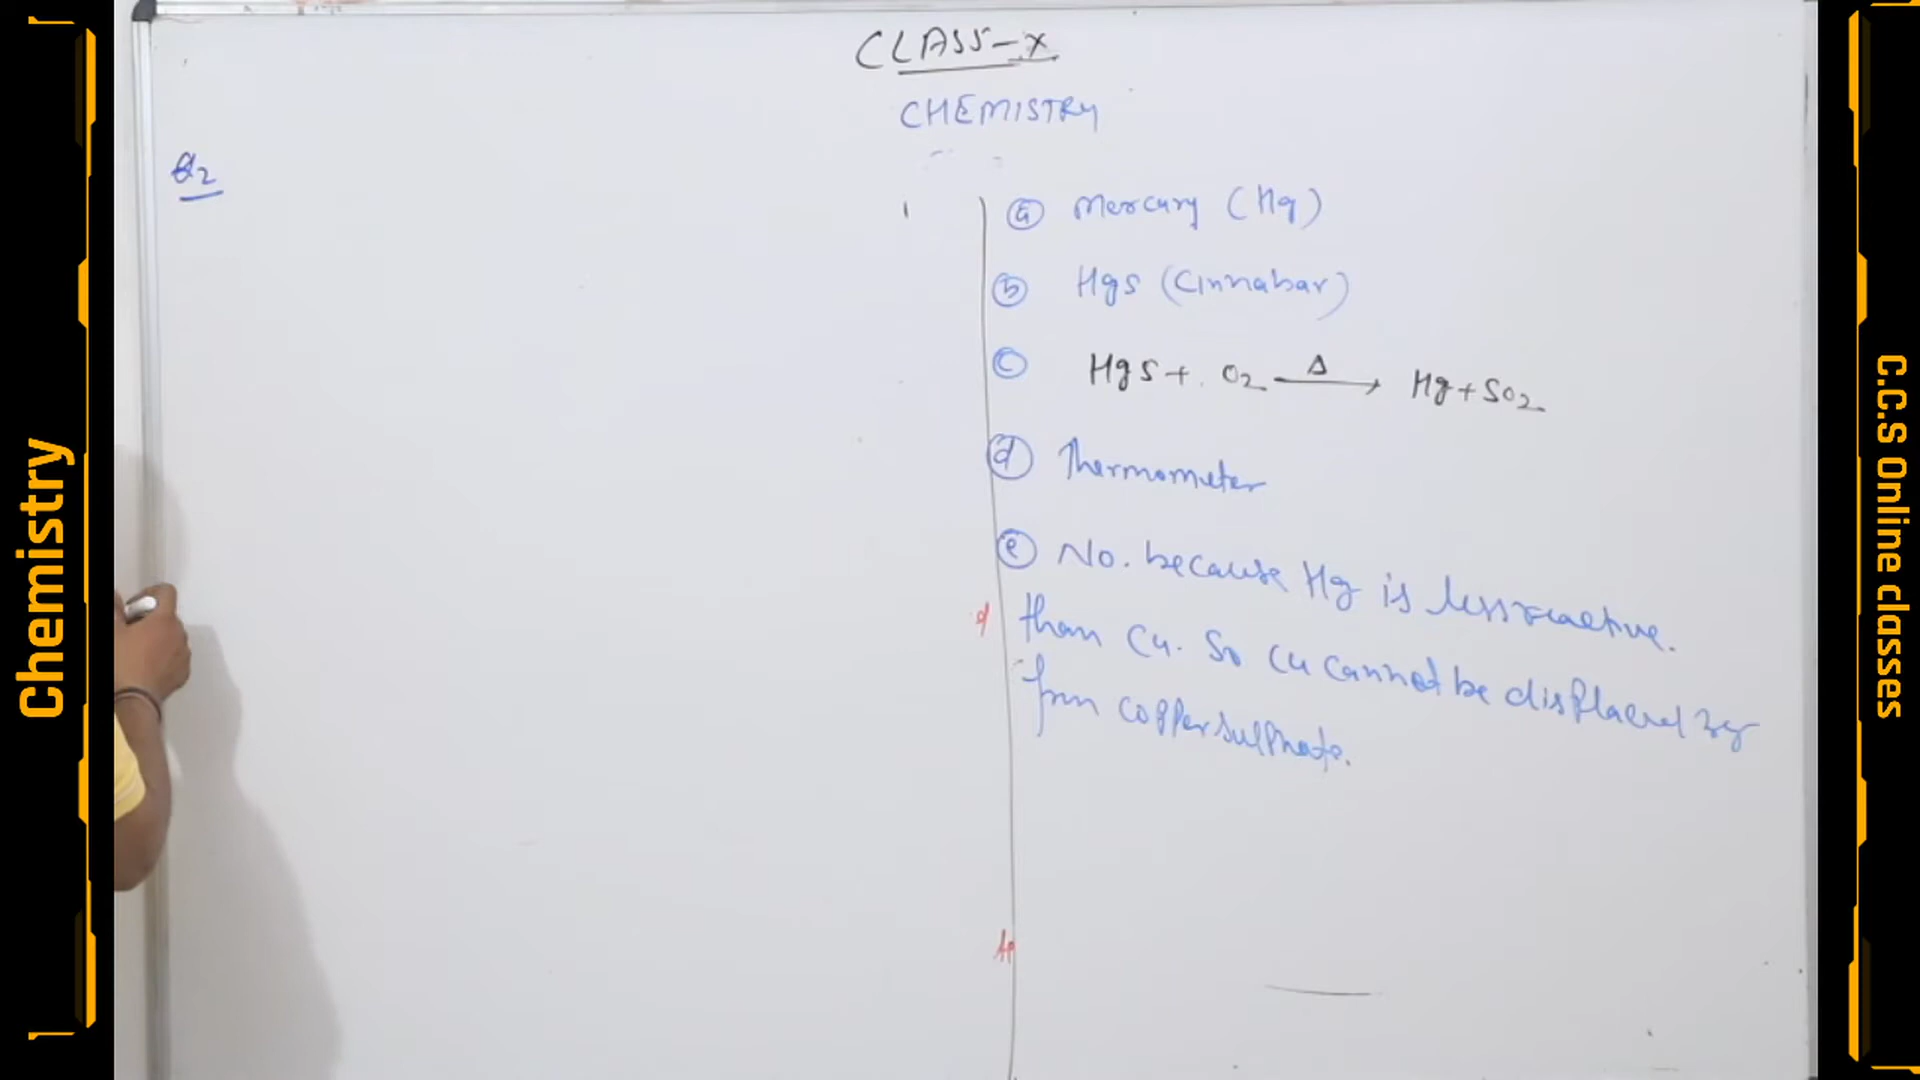 CLASS-X
CHEMISTRY
Q2
(a) Mercury (Hg)
(b) HgS (Cinnabar)
(c) HgS + O2 —Δ→ Hg + SO2
(d) Thermometer
(e) No. because Hg is less reactive.
than Cu. So Cu cannot be displaced by
from copper sulphate.
Chemistry
C.C.S Online classes